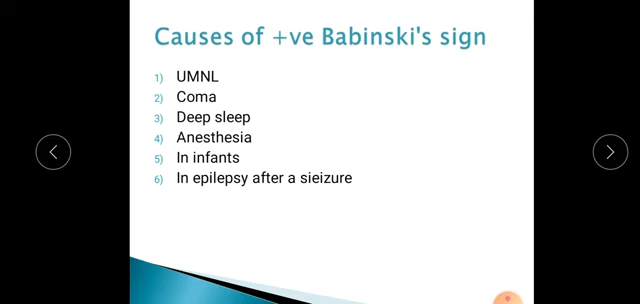 Causes of +ve Babinski's sign
1) UMNL
2) Coma
3) Deep sleep
4) Anesthesia
5) In infants
6) In epilepsy after a sieizure